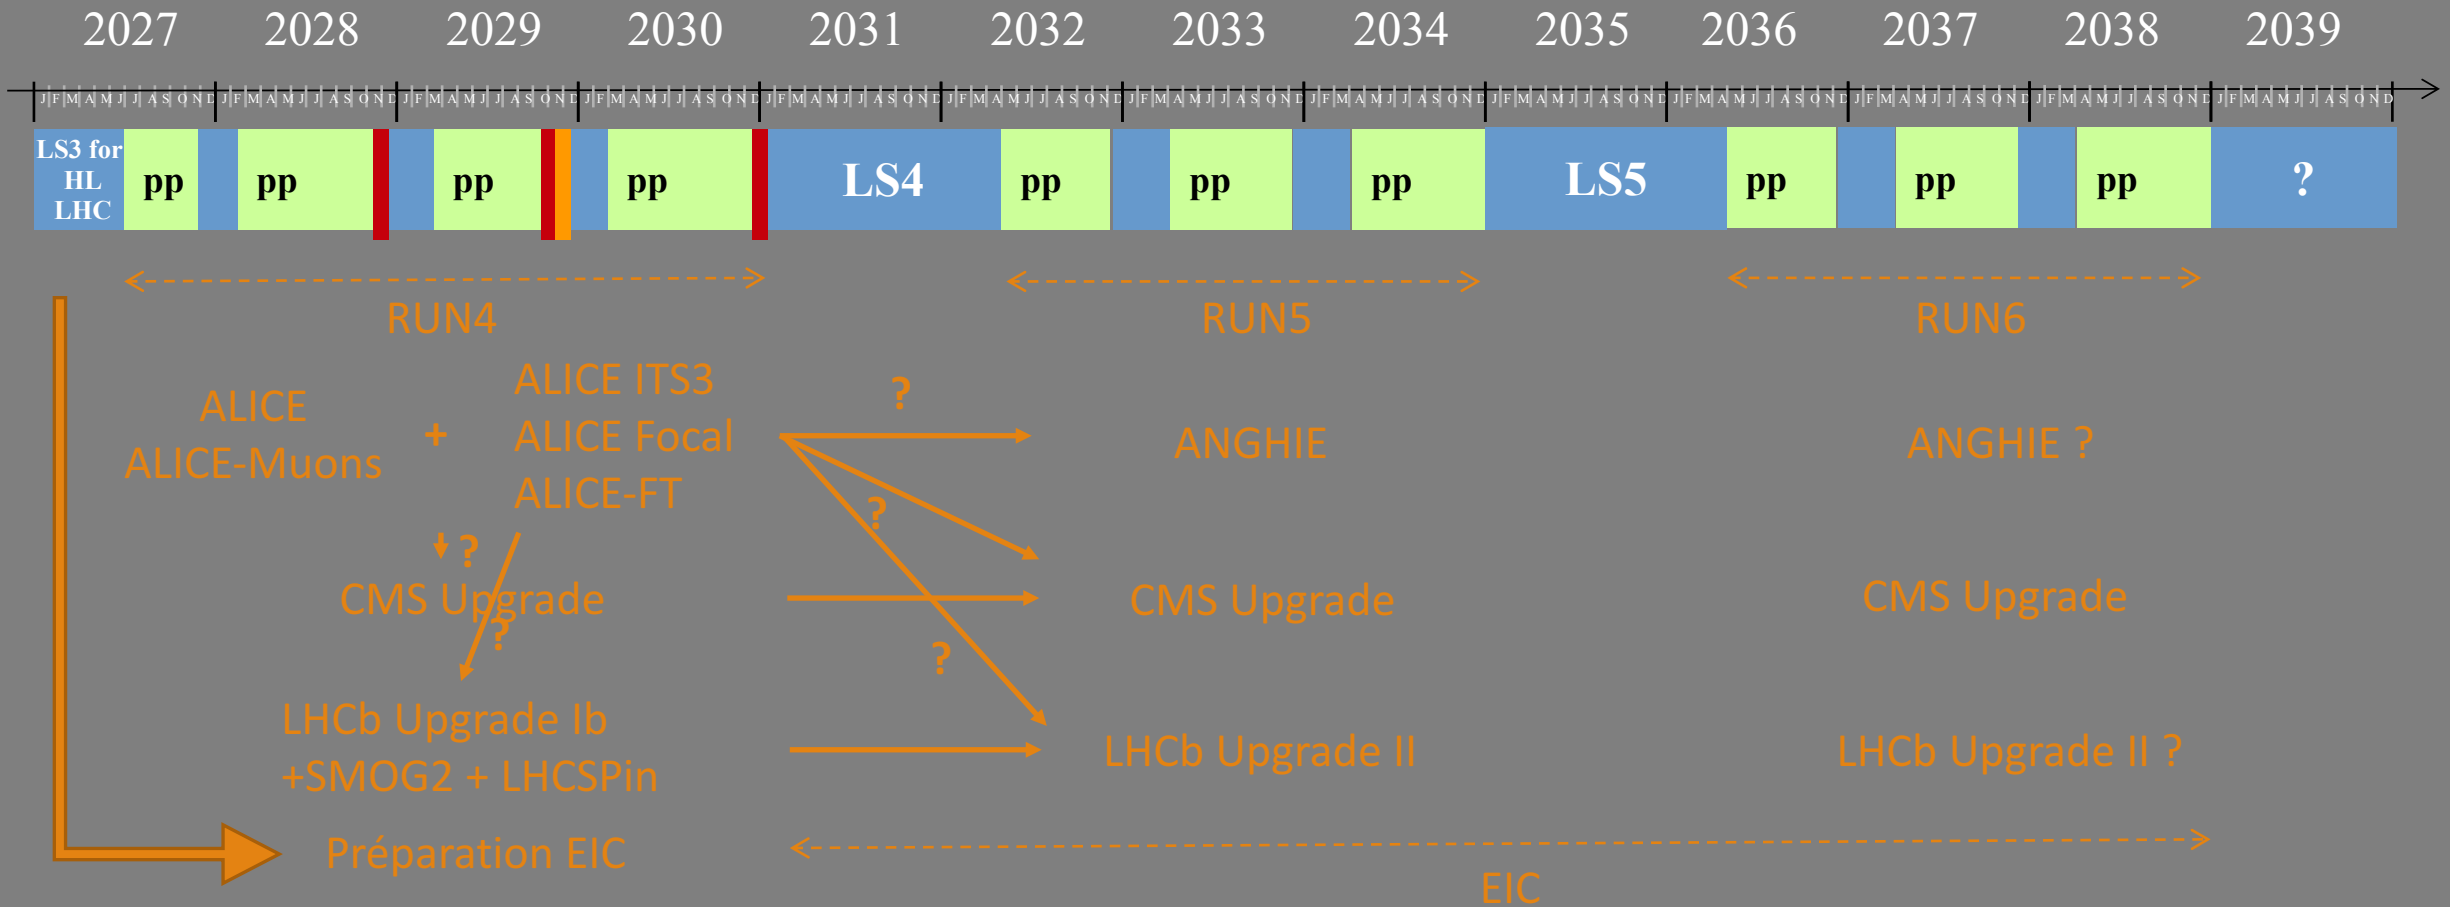 2027 2028 2029 2030 2031 2032 2033 2034 2035 2036 2037 2038 2039
J F M A M J J A S O N D J F M A M J J A S O N D J F M A M J J A S O N D J F M A M J J A S O N D J F M A M J J A S O N D J F M A M J J A S O N D J F M A M J J A S O N D J F M A M J J A S O N D J F M A M J J A S O N D J F M A M J J A S O N D J F M A M J J A S O N D J F M A M J J A S O N D J F M A M J J A S O N D
LS3 for
HL
LHC
pp pp pp pp LS4 pp pp pp LS5 pp pp pp ?
RUN4 RUN5 RUN6
ALICE
ALICE-Muons
+
ALICE ITS3
ALICE Focal
ALICE-FT
?
ANGHIE
ANGHIE ?
?
?
CMS Upgrade
CMS Upgrade
CMS Upgrade
?
?
LHCb Upgrade Ib
+SMOG2 + LHCSPin
LHCb Upgrade II
LHCb Upgrade II ?
Préparation EIC
EIC